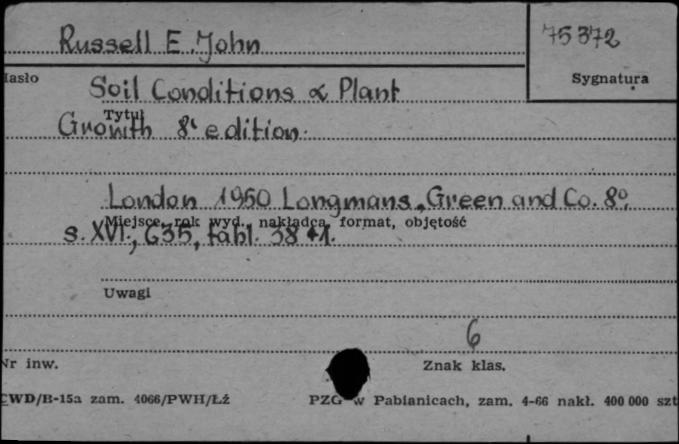 Russell E. John
75372
Hasło
Sygnatura
Soil Conditions & Plant
Tytuł
Growth 8th edition.
London 1950 Longmans, Green and Co. 8°,
Miejsce, rok wyd., nakładca, format, objętość
s. XVI, 635, tabl. 38+1.
Uwagi
6
Nr inw.
Znak klas.
CWD/B-15a zam. 4066/PWH/Łź
PZG w Pabianicach, zam. 4-66 nakł. 400 000 szt